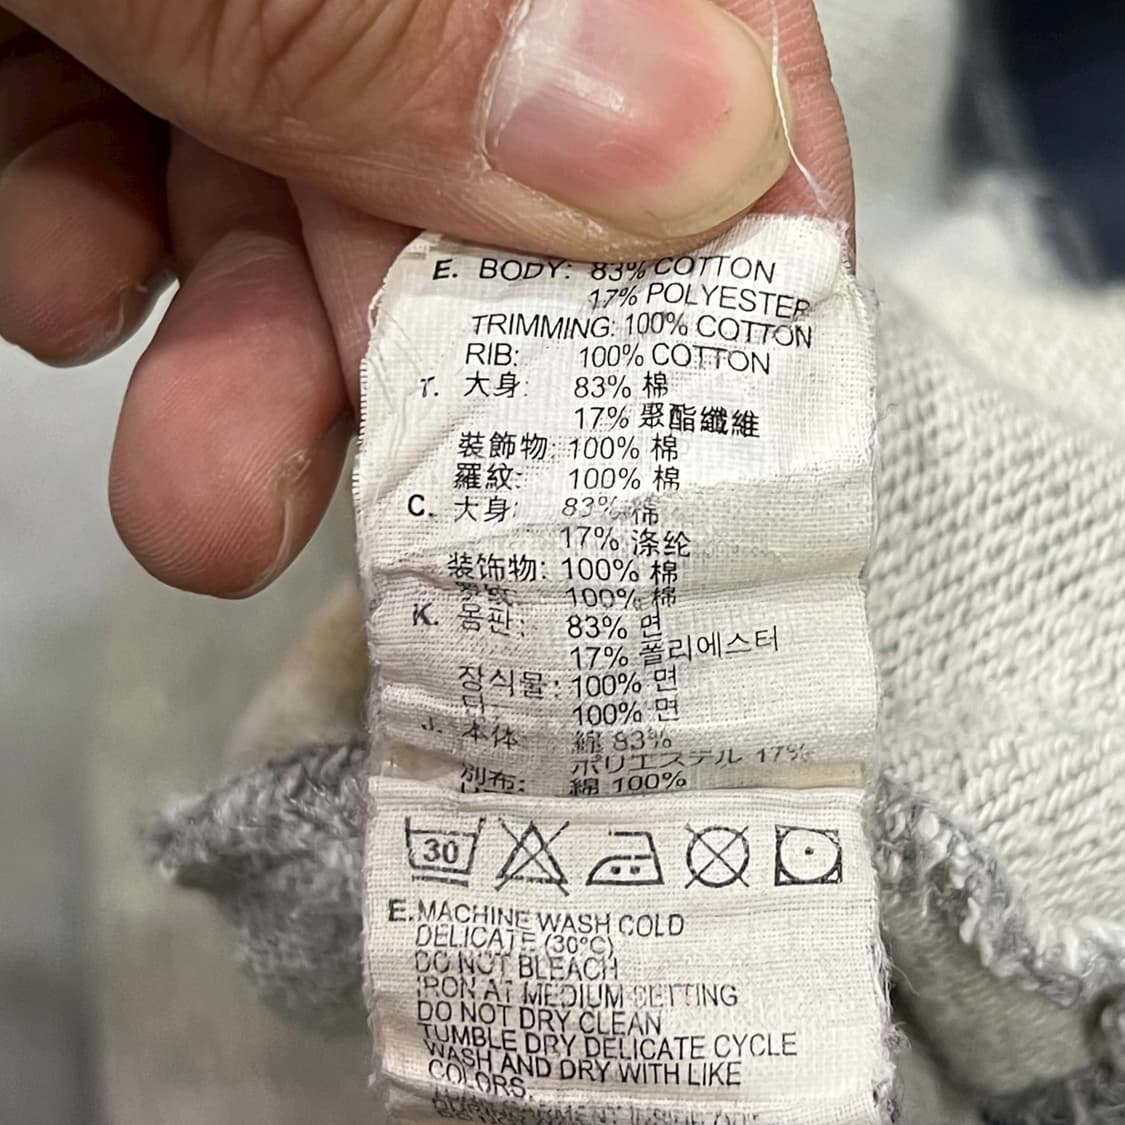 E. BODY: 83% COTTON
17% POLYESTER
TRIMMING: 100% COTTON
RIB: 100% COTTON
T. 大身: 83% 棉
17% 聚酯纖維
裝飾物: 100% 棉
羅紋: 100% 棉
C. 大身: 83% 棉
17% 涤纶
装饰物: 100% 棉
100% 棉
K. 몸판: 83% 면
17% 폴리에스터
장식물: 100% 면
100% 면
本体 綿 83%
ポリエステル 17%
別布: 綿 100%
30
E. MACHINE WASH COLD
DELICATE (30°C)
DO NOT BLEACH
IRON AT MEDIUM SETTING
DO NOT DRY CLEAN
TUMBLE DRY DELICATE CYCLE
WASH AND DRY WITH LIKE
COLORS.